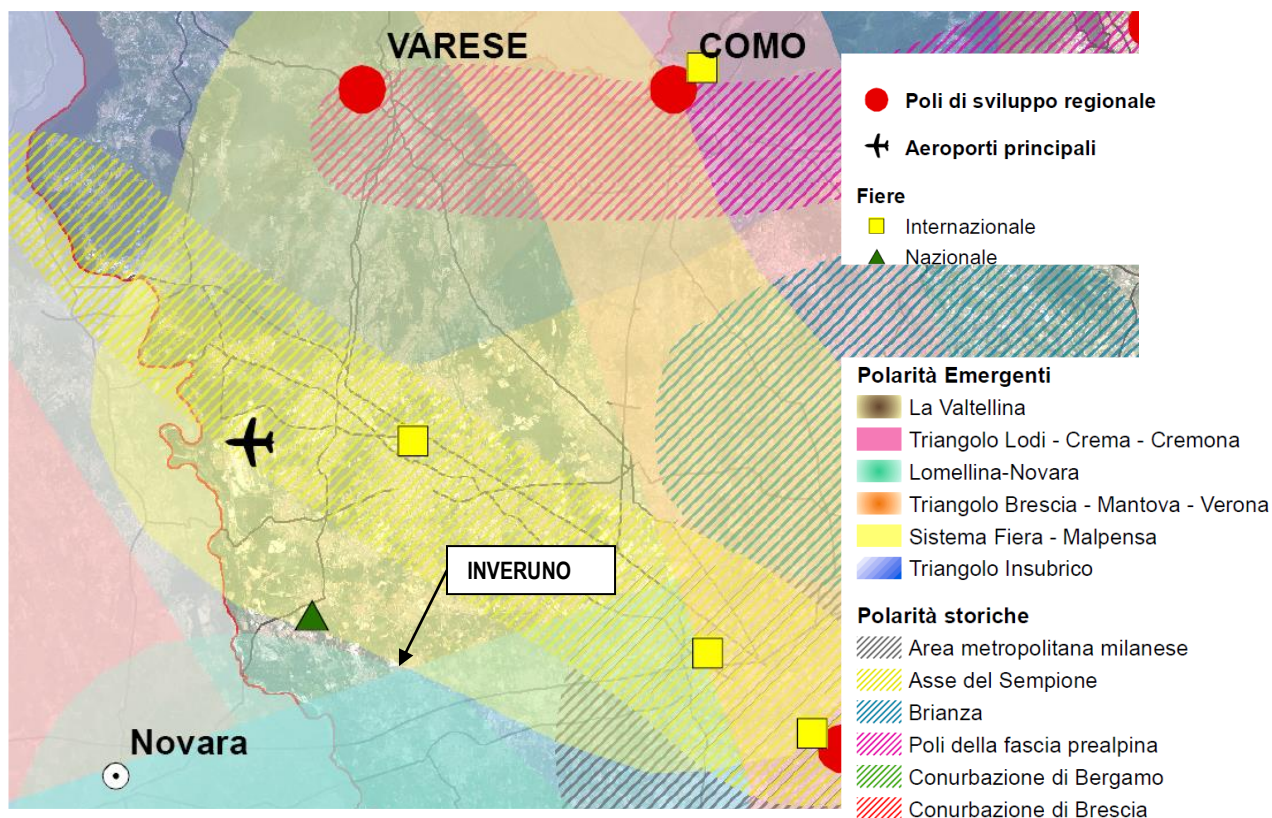 VARESE
COMO
Poli di sviluppo regionale
Aeroporti principali
Fiere
Internazionale
Nazionale
Polarità Emergenti
La Valtellina
Triangolo Lodi - Crema - Cremona
Lomellina-Novara
Triangolo Brescia - Mantova - Verona
Sistema Fiera - Malpensa
Triangolo Insubrico
INVERUNO
Polarità storiche
Area metropolitana milanese
Asse del Sempione
Brianza
Poli della fascia prealpina
Conurbazione di Bergamo
Conurbazione di Brescia
Novara